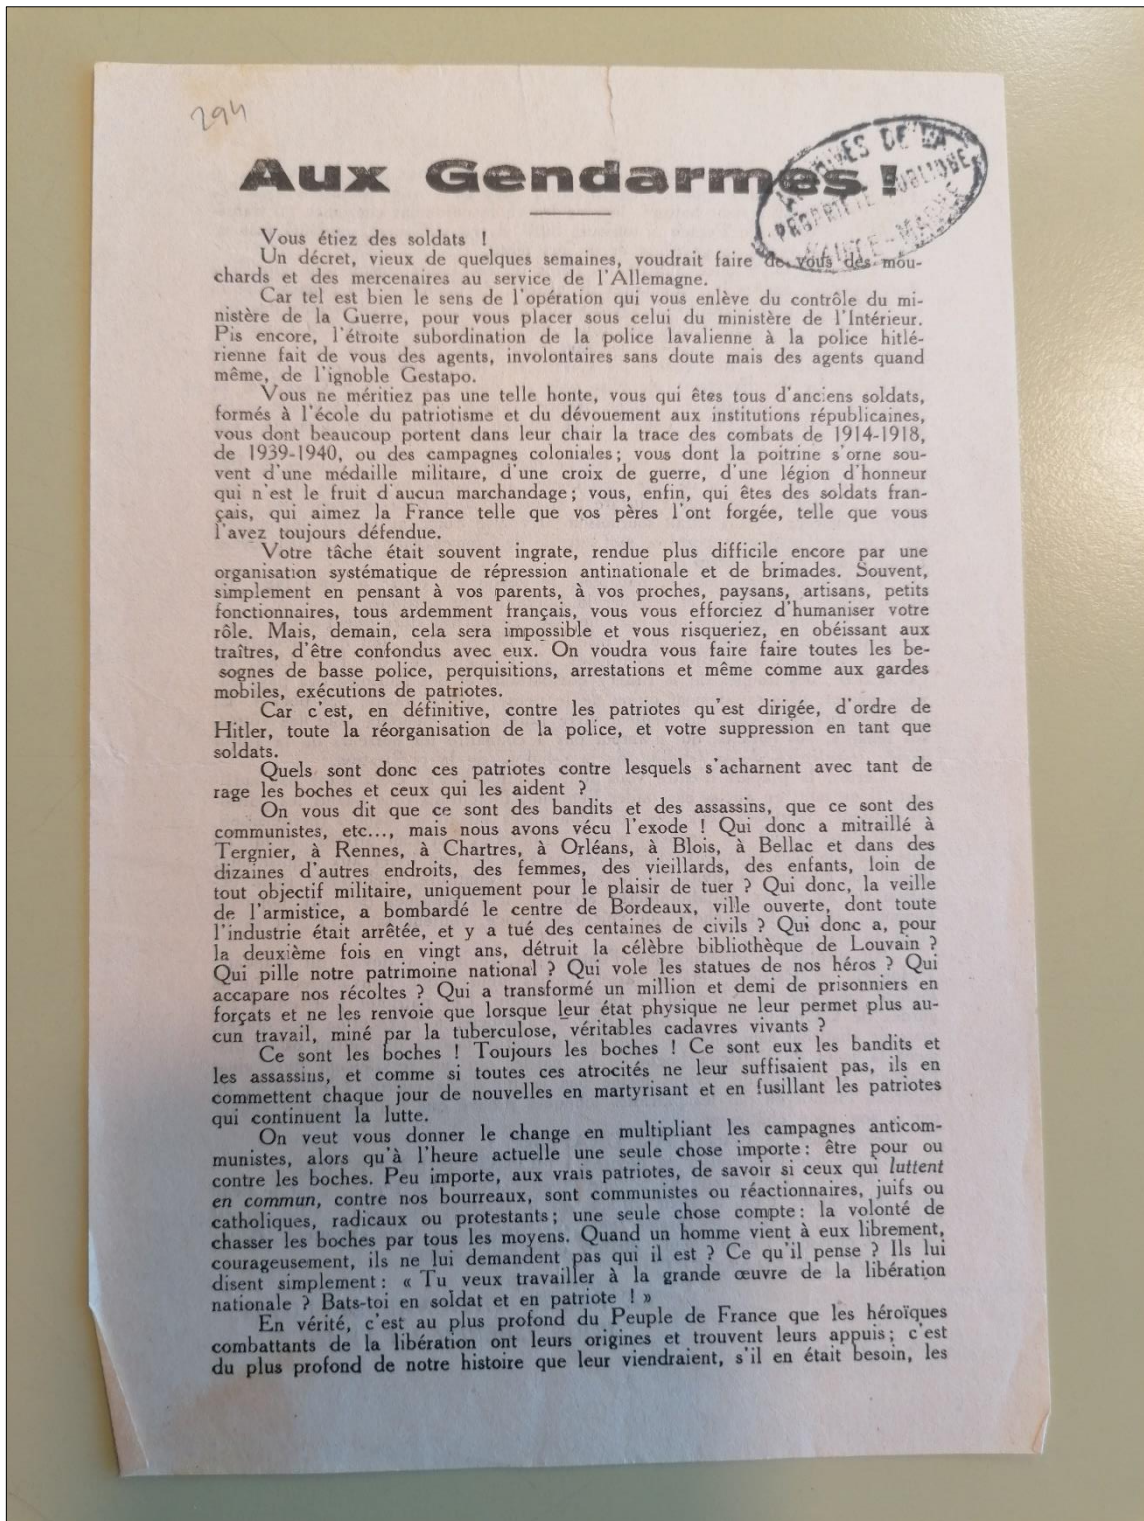 294
Aux Gendarmes !
ARCHIVES DE LA
PROPRIÉTÉ PUBLIQUE
Vous étiez des soldats !
Un décret, vieux de quelques semaines, voudrait faire de vous des mou-
chards et des mercenaires au service de l'Allemagne.
Car tel est bien le sens de l'opération qui vous enlève du contrôle du mi-
nistère de la Guerre, pour vous placer sous celui du ministère de l'Intérieur.
Pis encore, l'étroite subordination de la police lavalienne à la police hitlé-
rienne fait de vous des agents, involontaires sans doute mais des agents quand
même, de l'ignoble Gestapo.
Vous ne méritiez pas une telle honte, vous qui êtes tous d'anciens soldats,
formés à l'école du patriotisme et du dévouement aux institutions républicaines,
vous dont beaucoup portent dans leur chair la trace des combats de 1914-1918,
de 1939-1940, ou des campagnes coloniales; vous dont la poitrine s'orne sou-
vent d'une médaille militaire, d'une croix de guerre, d'une légion d'honneur
qui n'est le fruit d'aucun marchandage; vous, enfin, qui êtes des soldats fran-
çais, qui aimez la France telle que vos pères l'ont forgée, telle que vous
l'avez toujours défendue.
Votre tâche était souvent ingrate, rendue plus difficile encore par une
organisation systématique de répression antinationale et de brimades. Souvent,
simplement en pensant à vos parents, à vos proches, paysans, artisans, petits
fonctionnaires, tous ardemment français, vous vous efforciez d'humaniser votre
rôle. Mais, demain, cela sera impossible et vous risqueriez, en obéissant aux
traîtres, d'être confondus avec eux. On voudra vous faire faire toutes les be-
sognes de basse police, perquisitions, arrestations et même comme aux gardes
mobiles, exécutions de patriotes.
Car c'est, en définitive, contre les patriotes qu'est dirigée, d'ordre de
Hitler, toute la réorganisation de la police, et votre suppression en tant que
soldats.
Quels sont donc ces patriotes contre lesquels s'acharnent avec tant de
rage les boches et ceux qui les aident ?
On vous dit que ce sont des bandits et des assassins, que ce sont des
communistes, etc..., mais nous avons vécu l'exode ! Qui donc a mitraillé à
Tergnier, à Rennes, à Chartres, à Orléans, à Blois, à Bellac et dans des
dizaines d'autres endroits, des femmes, des vieillards, des enfants, loin de
tout objectif militaire, uniquement pour le plaisir de tuer ? Qui donc, la veille
de l'armistice, a bombardé le centre de Bordeaux, ville ouverte, dont toute
l'industrie était arrêtée, et y a tué des centaines de civils ? Qui donc a, pour
la deuxième fois en vingt ans, détruit la célèbre bibliothèque de Louvain ?
Qui pille notre patrimoine national ? Qui vole les statues de nos héros ? Qui
accapare nos récoltes ? Qui a transformé un million et demi de prisonniers en
forçats et ne les renvoie que lorsque leur état physique ne leur permet plus au-
cun travail, miné par la tuberculose, véritables cadavres vivants ?
Ce sont les boches ! Toujours les boches ! Ce sont eux les bandits et
les assassins, et comme si toutes ces atrocités ne leur suffisaient pas, ils en
commettent chaque jour de nouvelles en martyrisant et en fusillant les patriotes
qui continuent la lutte.
On veut vous donner le change en multipliant les campagnes anticom-
munistes, alors qu'à l'heure actuelle une seule chose importe: être pour ou
contre les boches. Peu importe, aux vrais patriotes, de savoir si ceux qui luttent
en commun, contre nos bourreaux, sont communistes ou réactionnaires, juifs ou
catholiques, radicaux ou protestants; une seule chose compte: la volonté de
chasser les boches par tous les moyens. Quand un homme vient à eux librement,
courageusement, ils ne lui demandent pas qui il est ? Ce qu'il pense ? Ils lui
disent simplement: « Tu veux travailler à la grande œuvre de la libération
nationale ? Bats-toi en soldat et en patriote ! »
En vérité, c'est au plus profond du Peuple de France que les héroïques
combattants de la libération ont leurs origines et trouvent leurs appuis; c'est
du plus profond de notre histoire que leur viendraient, s'il en était besoin, les